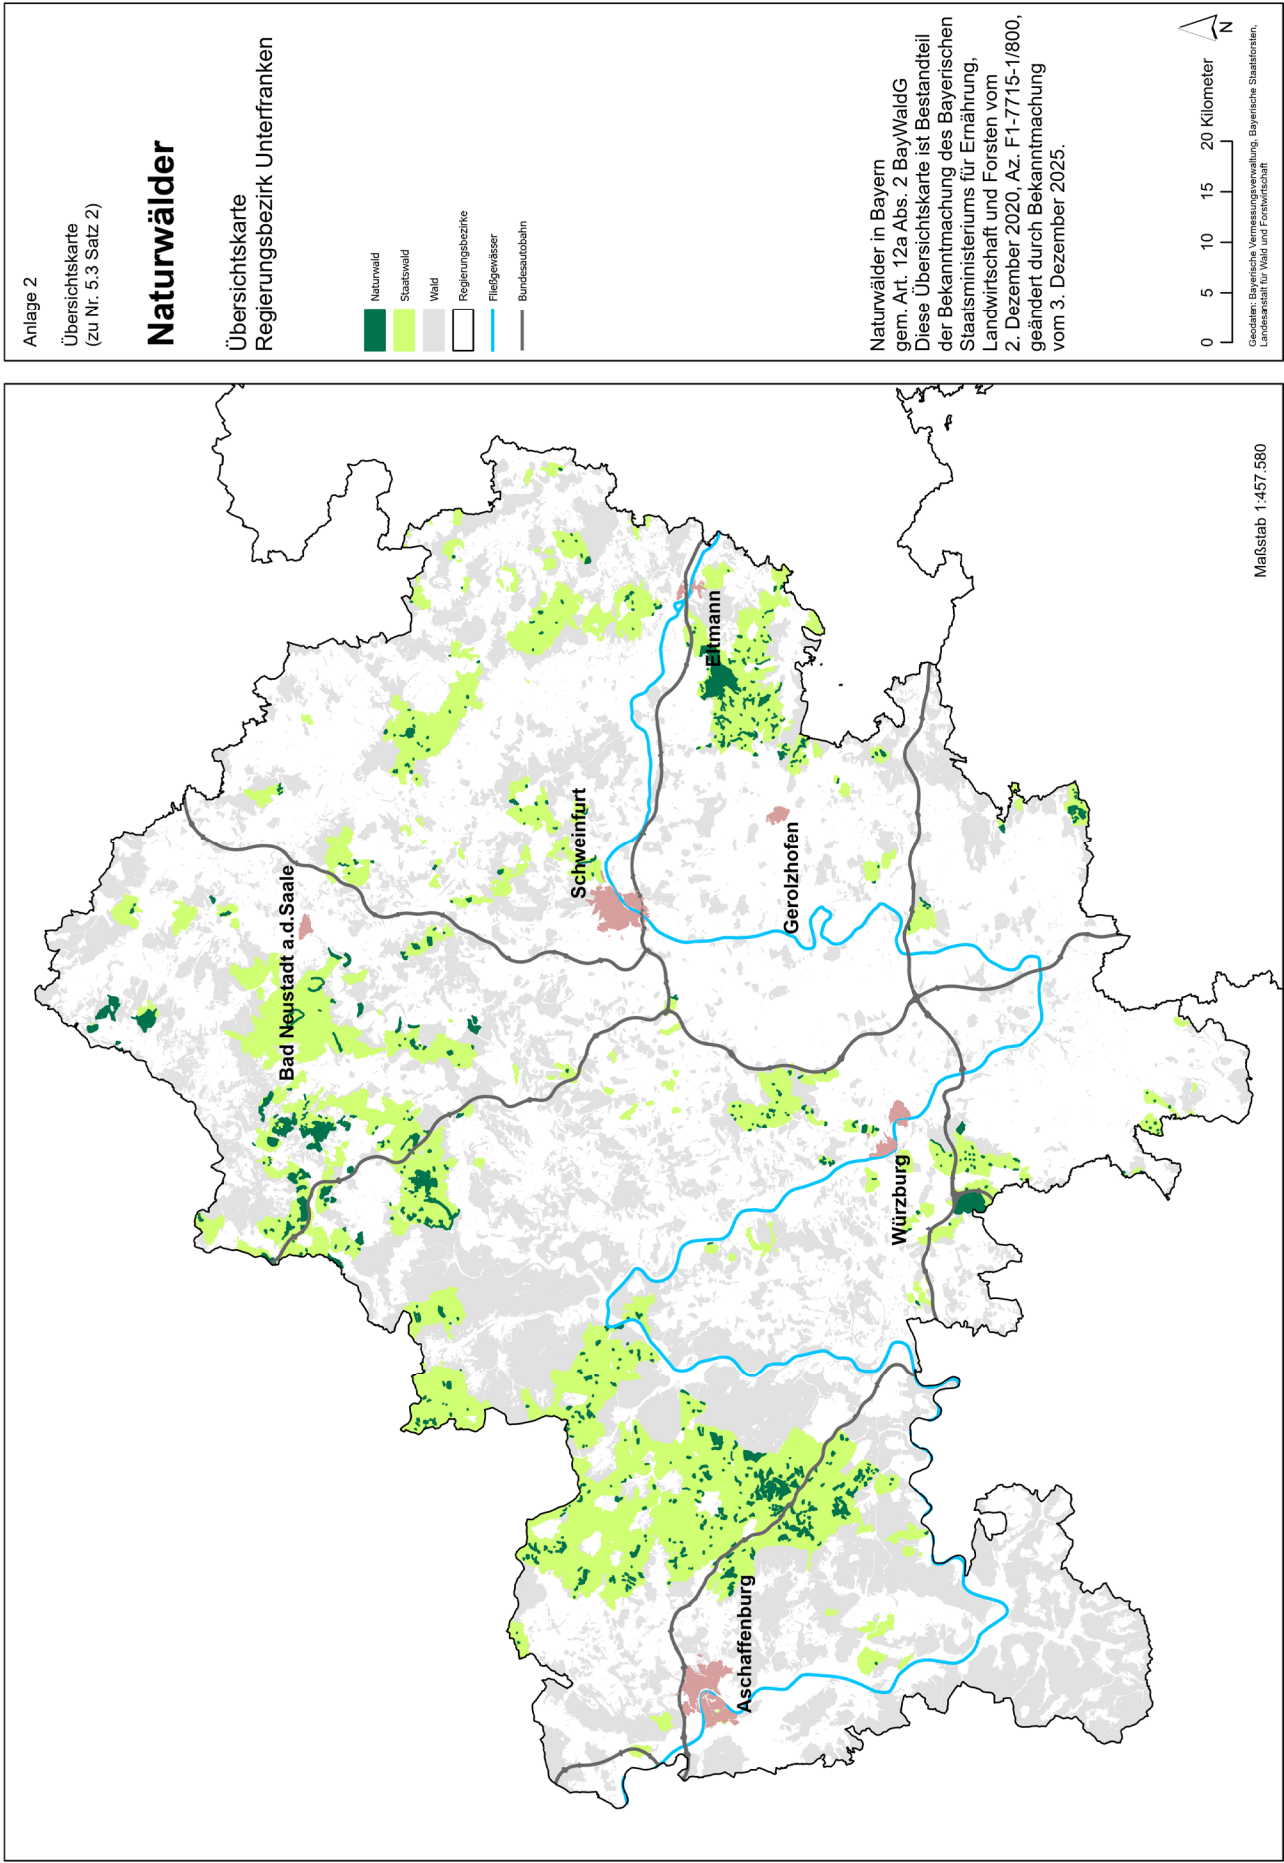 Anlage 2
Übersichtskarte
(zu Nr. 5.3 Satz 2)
Naturwälder
Übersichtskarte
Regierungsbezirk Unterfranken
Naturwald
Staatswald
Wald
Regierungsbezirke
Fließgewässer
Bundesautobahn
Naturwälder in Bayern
gem. Art. 12a Abs. 2 BayWaldG
Diese Übersichtskarte ist Bestandteil
der Bekanntmachung des Bayerischen
Staatsministeriums für Ernährung,
Landwirtschaft und Forsten vom
2. Dezember 2020, Az. F1-7715-1/800,
geändert durch Bekanntmachung
vom 3. Dezember 2025.
0 5 10 15 20 Kilometer
N
Geodaten: Bayerische Vermessungsverwaltung, Bayerische Staatsforsten,
Landesanstalt für Wald und Forstwirtschaft
Bad Neustadt a.d.Saale
Schweinfurt
Eltmann
Gerolzhofen
Würzburg
Aschaffenburg
Maßstab 1:457.580